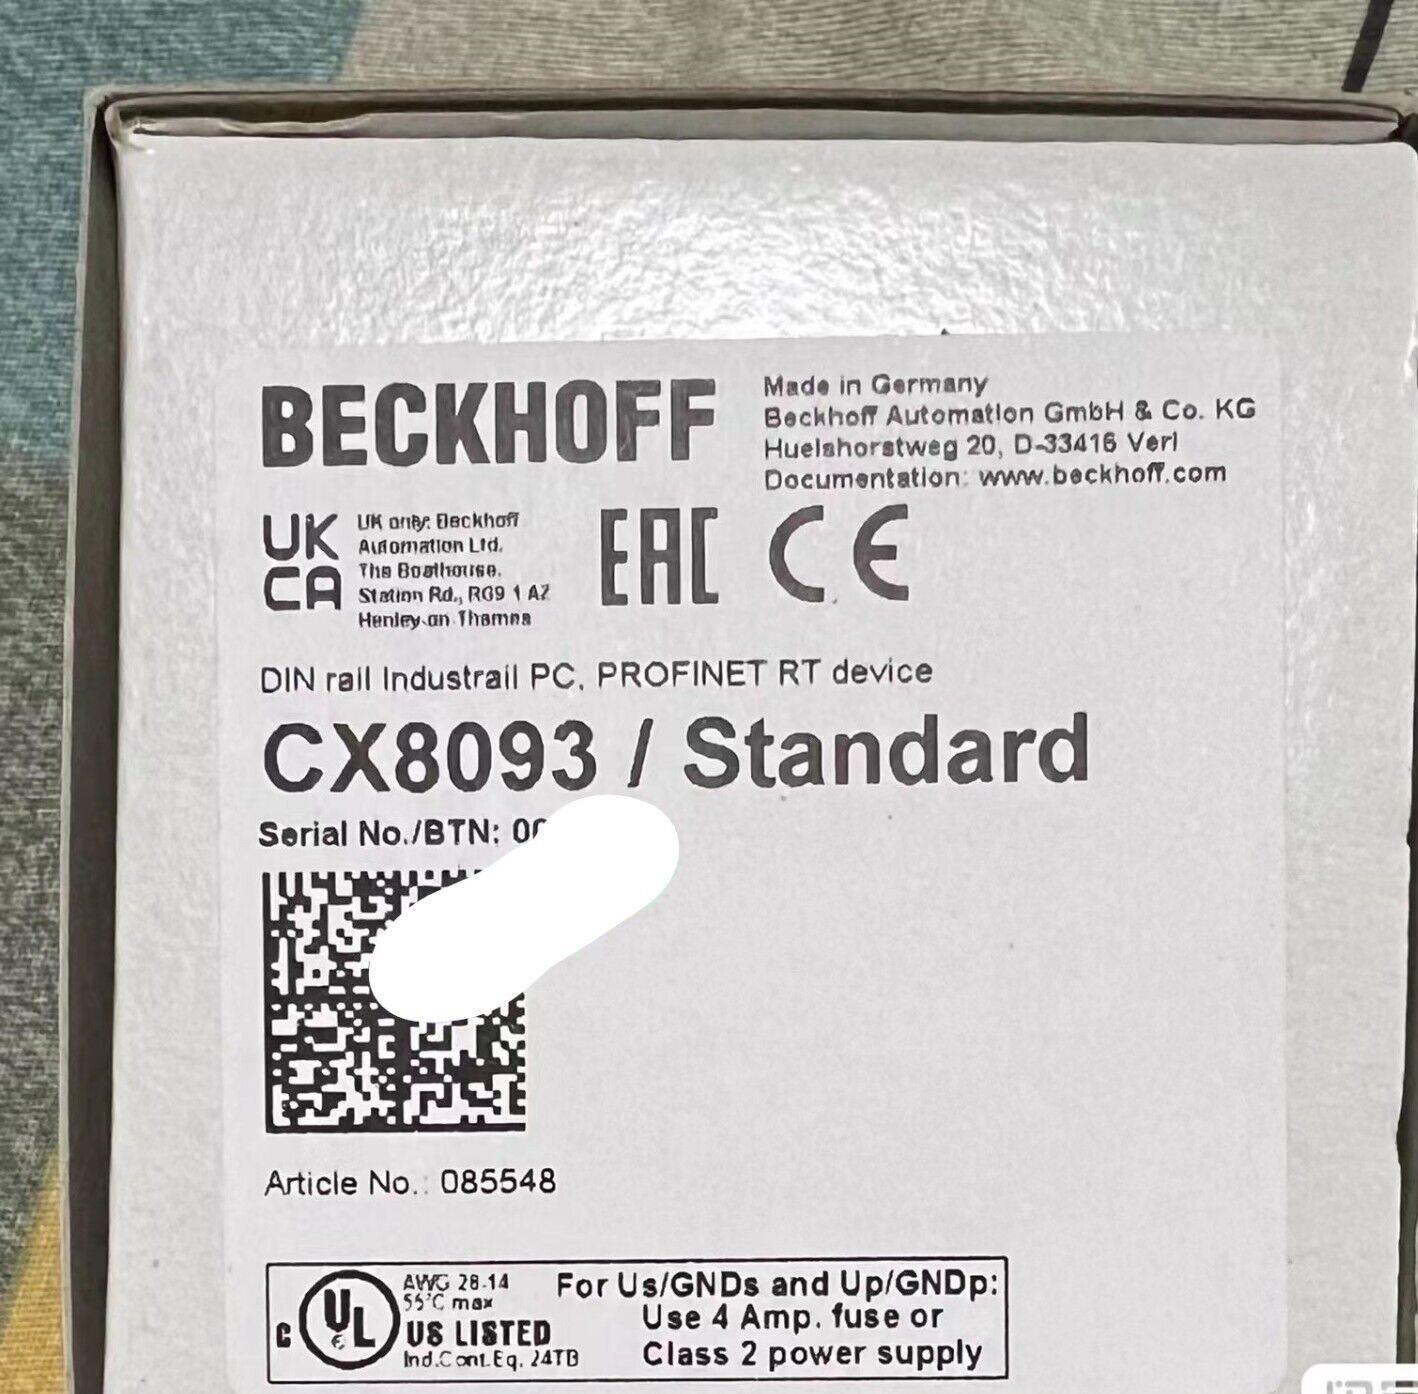 BECKHOFF
Made in Germany
Beckhoff Automation GmbH & Co. KG
Huelshorstweg 20, D-33416 Verl
Documentation: www.beckhoff.com
UK
CA
UK only: Beckhoff
Automation Ltd.
The Boathouse.
Station Rd., RG9 1 AZ
Henley-on-Thames
EAC CE
DIN rail Industrail PC, PROFINET RT device
CX8093 / Standard
Serial No./BTN: 00
Article No.: 085548
C UL US LISTED
AWG 28-14
55°C max
Ind.Cont.Eq. 24TB
For Us/GNDs and Up/GNDp:
Use 4 Amp. fuse or
Class 2 power supply